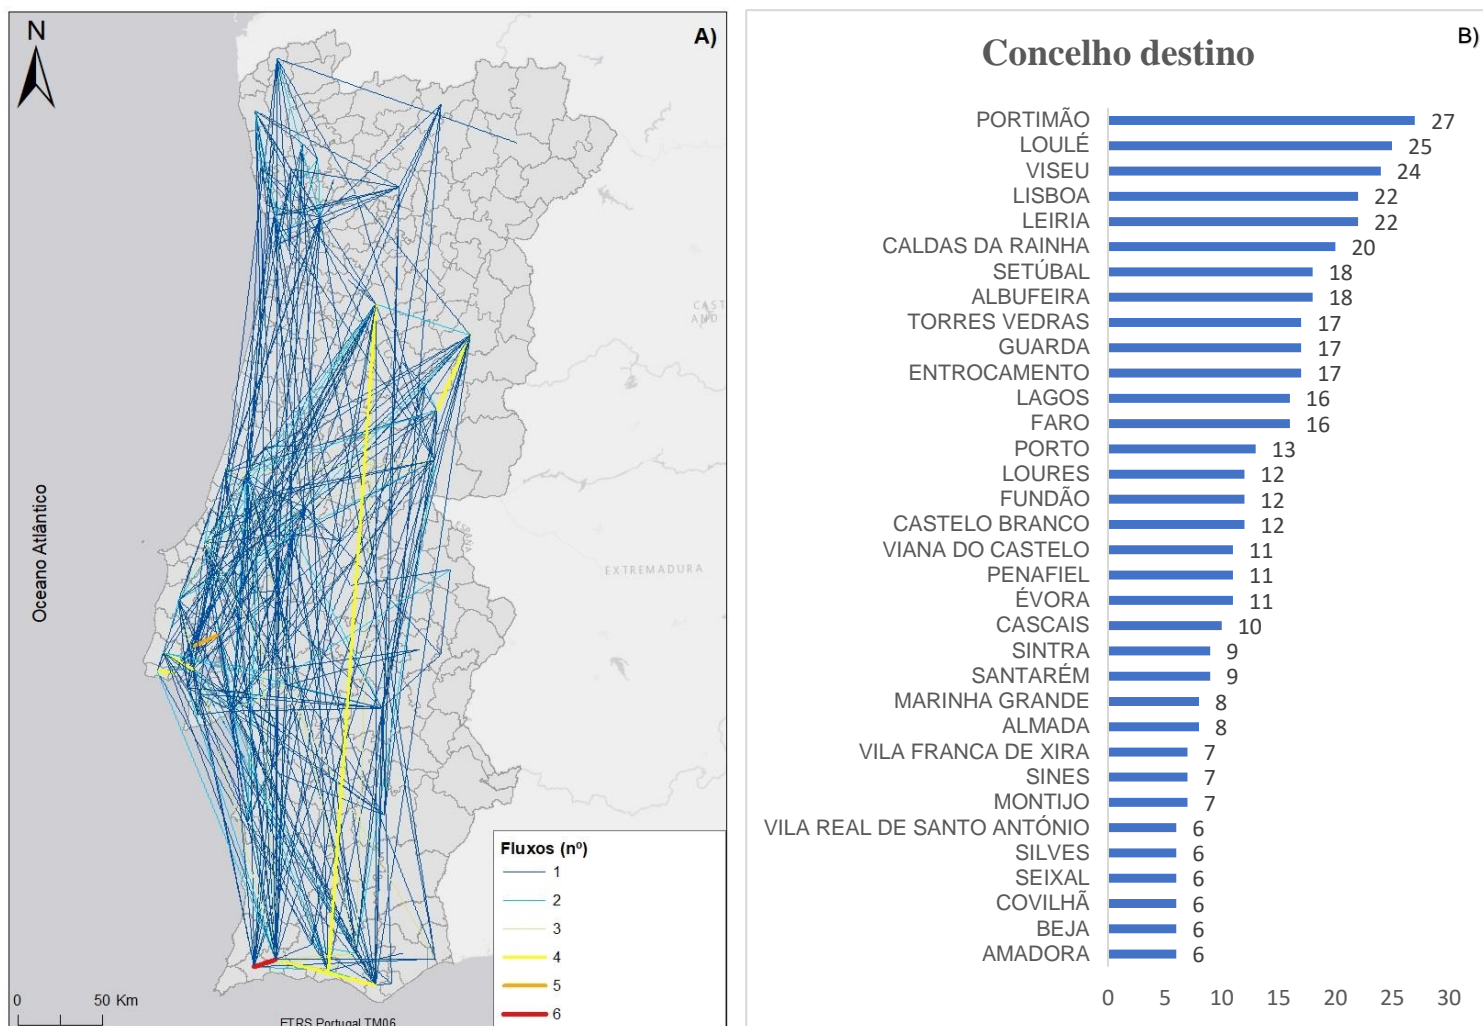 N
A)
CAST
AND
Oceano Atlântico
EXTREMADURA
Fluxos (nº)
1
2
3
4
5
6
0 50 Km
ETRS Portugal TM06
B)
Concelho destino
PORTIMÃO 27
LOULÉ 25
VISEU 24
LISBOA 22
LEIRIA 22
CALDAS DA RAINHA 20
SETÚBAL 18
ALBUFEIRA 18
TORRES VEDRAS 17
GUARDA 17
ENTROCAMENTO 17
LAGOS 16
FARO 16
PORTO 13
LOURES 12
FUNDÃO 12
CASTELO BRANCO 12
VIANA DO CASTELO 11
PENAFIEL 11
ÉVORA 11
CASCAIS 10
SINTRA 9
SANTARÉM 9
MARINHA GRANDE 8
ALMADA 8
VILA FRANCA DE XIRA 7
SINES 7
MONTIJO 7
VILA REAL DE SANTO ANTÓNIO 6
SILVES 6
SEIXAL 6
COVILHÃ 6
BEJA 6
AMADORA 6
0 5 10 15 20 25 30